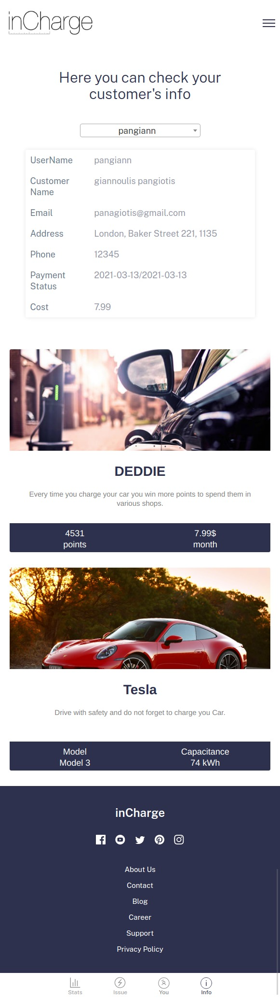 inCharge
Here you can check your
customer's info
pangiann
UserName pangiann
Customer giannoulis pangiotis
Name
Email panagiotis@gmail.com
Address London, Baker Street 221, 1135
Phone 12345
Payment 2021-03-13/2021-03-13
Status
Cost 7.99
DEDDIE
Every time you charge your car you win more points to spend them in
various shops.
4531 7.99$
points month
Tesla
Drive with safety and do not forget to charge you Car.
Model Capacitance
Model 3 74 kWh
inCharge
About Us
Contact
Blog
Career
Support
Privacy Policy
Stats Issue You Info